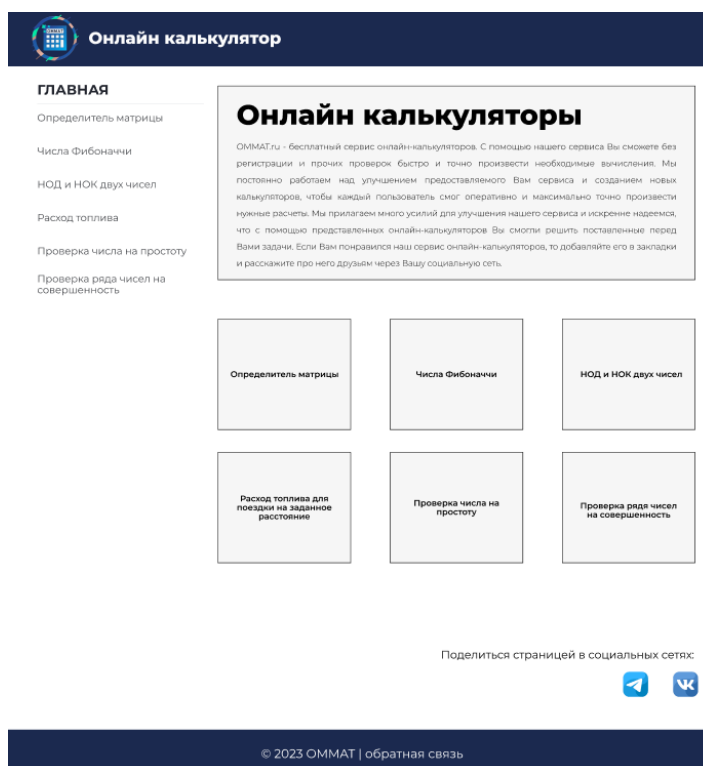 Онлайн калькулятор
ГЛАВНАЯ
Определитель матрицы
Числа Фибоначчи
НОД и НОК двух чисел
Расход топлива
Проверка числа на простоту
Проверка ряда чисел на
совершенность
Онлайн калькуляторы
OMMAT.ru - бесплатный сервис онлайн-калькуляторов. С помощью нашего сервиса Вы сможете без
регистрации и прочих проверок быстро и точно произвести необходимые вычисления. Мы
постоянно работаем над улучшением предоставляемого Вам сервиса и созданием новых
калькуляторов, чтобы каждый пользователь смог оперативно и максимально точно произвести
нужные расчеты. Мы прилагаем много усилий для улучшения нашего сервиса и искренне надеемся,
что с помощью представленных онлайн-калькуляторов Вы смогли решить поставленные перед
Вами задачи. Если Вам понравился наш сервис онлайн-калькуляторов, то добавляйте его в закладки
и расскажите про него друзьям через Вашу социальную сеть.
Определитель матрицы
Числа Фибоначчи
НОД и НОК двух чисел
Расход топлива для
поездки на заданное
расстояние
Проверка числа на
простоту
Проверка рядя чисел
на совершенность
Поделиться страницей в социальных сетях:
© 2023 ОММАТ | обратная связь